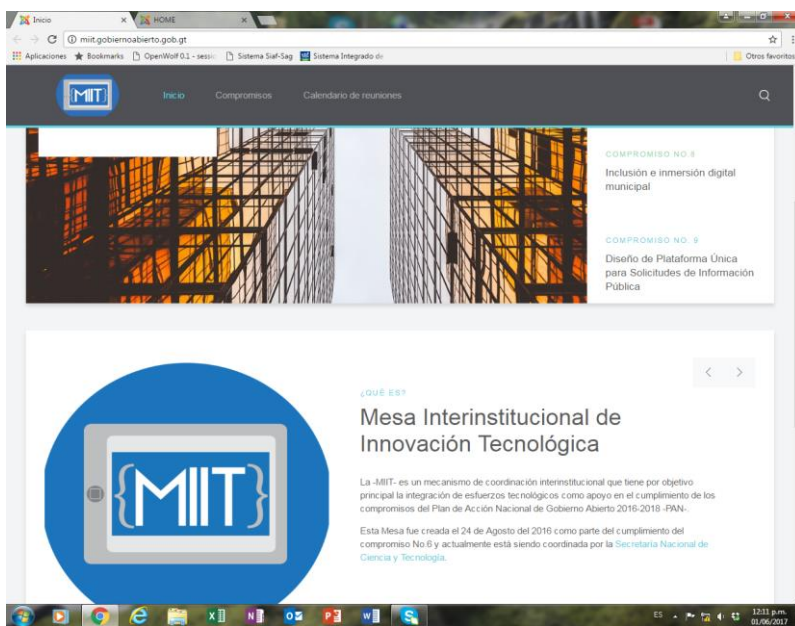 Inicio
HOME
miit.gobiernoabierto.gob.gt
Aplicaciones
Bookmarks
OpenWolf 0.1 - sessi
Sistema Siaf-Sag
Sistema Integrado de
Otros favoritos
{MIIT}
Inicio
Compromisos
Calendario de reuniones
COMPROMISO NO.8
Inclusión e inmersión digital
municipal
COMPROMISO NO. 9
Diseño de Plataforma Única
para Solicitudes de Información
Pública
{MIIT}
¿QUÉ ES?
Mesa Interinstitucional de
Innovación Tecnológica
La -MIIT- es un mecanismo de coordinación interinstitucional que tiene por objetivo
principal la integración de esfuerzos tecnológicos como apoyo en el cumplimiento de los
compromisos del Plan de Acción Nacional de Gobierno Abierto 2016-2018 -PAN-.
Esta Mesa fue creada el 24 de Agosto del 2016 como parte del cumplimiento del
compromiso No.6 y actualmente está siendo coordinada por la Secretaría Nacional de
Ciencia y Tecnología.
ES
12:11 p.m.
01/06/2017